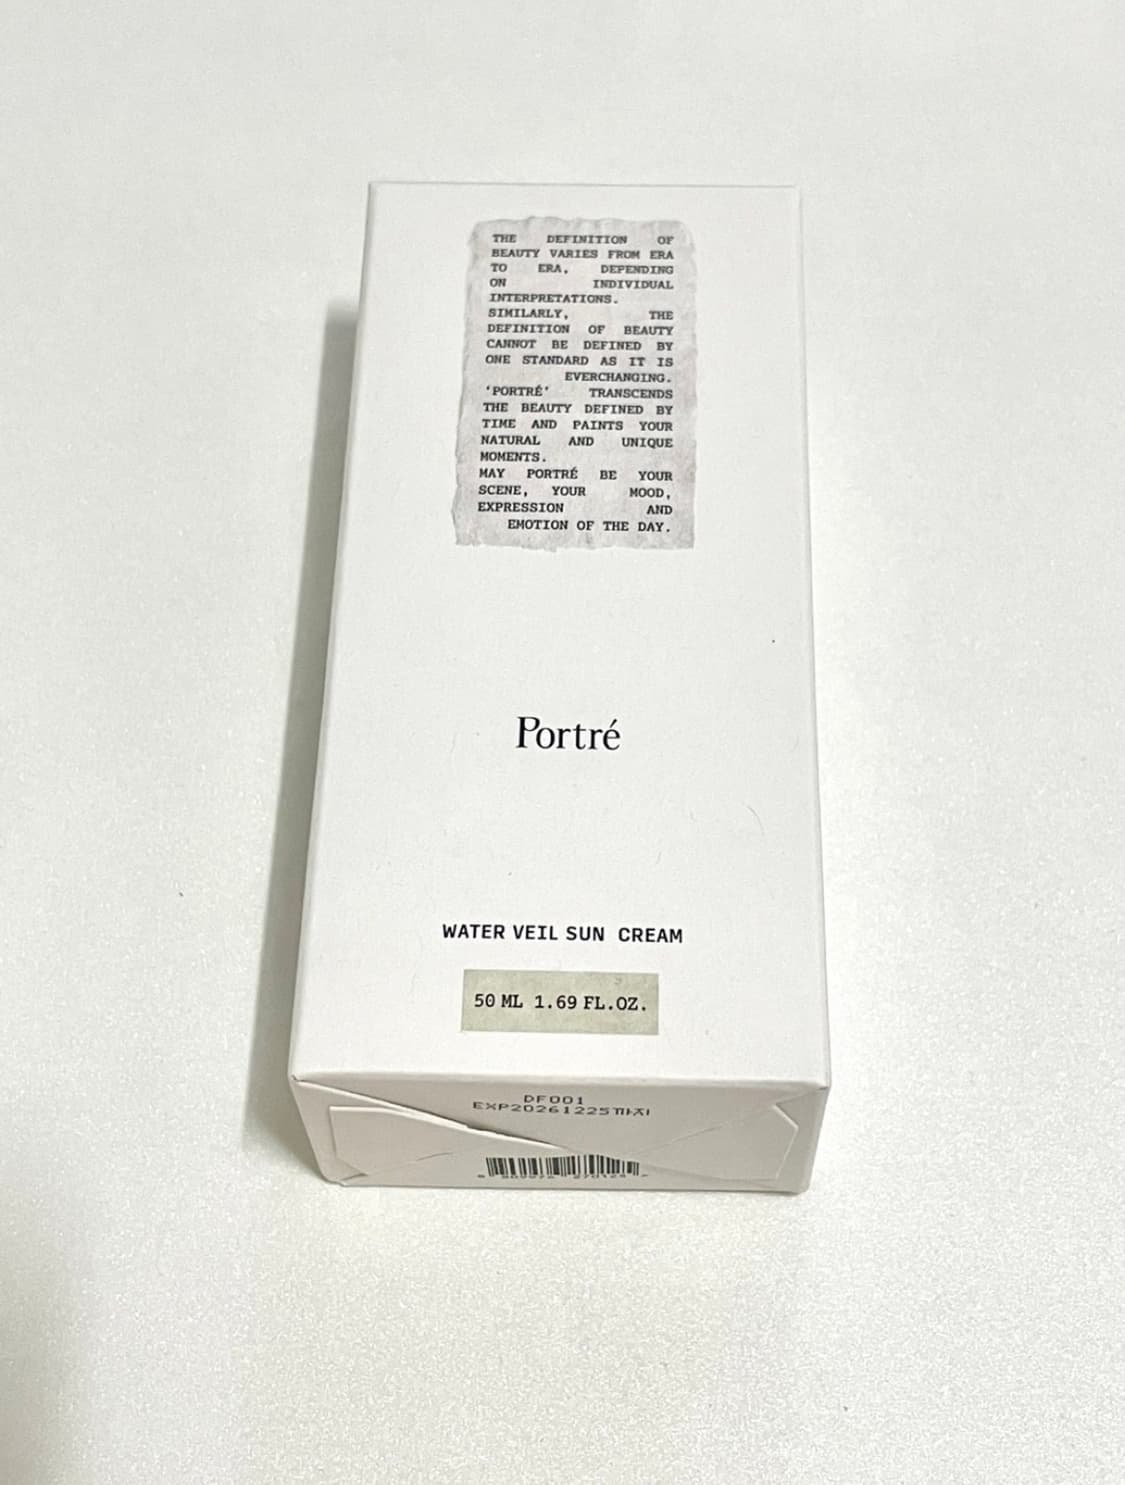 THE DEFINITION OF
BEAUTY VARIES FROM ERA
TO ERA, DEPENDING
ON INDIVIDUAL
INTERPRETATIONS.
SIMILARLY, THE
DEFINITION OF BEAUTY
CANNOT BE DEFINED BY
ONE STANDARD AS IT IS
EVERCHANGING.
'PORTRÉ' TRANSCENDS
THE BEAUTY DEFINED BY
TIME AND PAINTS YOUR
NATURAL AND UNIQUE
MOMENTS.
MAY PORTRÉ BE YOUR
SCENE, YOUR MOOD,
EXPRESSION AND
EMOTION OF THE DAY.
Portré
WATER VEIL SUN CREAM
50 ML 1.69 FL.OZ.
DF001
EXP20261225까지